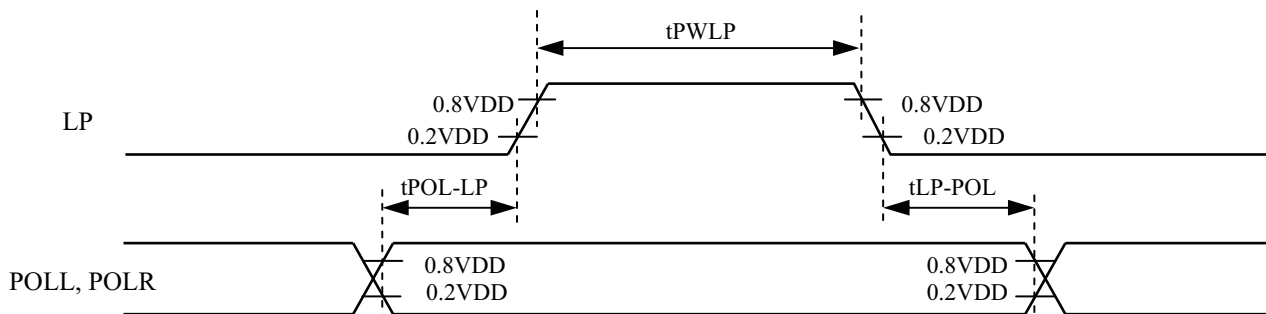 tPWLP
LP
0.8VDD
0.8VDD
0.2VDD
0.2VDD
tPOL-LP
tLP-POL
POLL, POLR
0.8VDD
0.8VDD
0.2VDD
0.2VDD